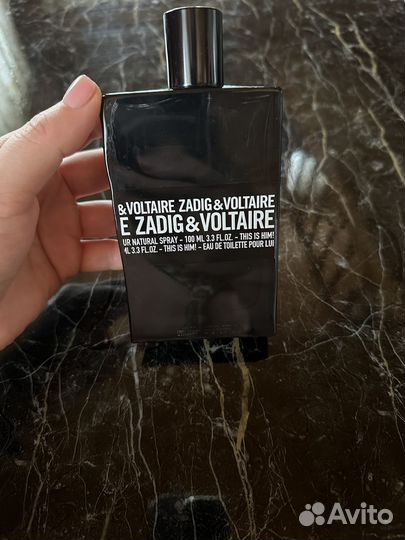 &VOLTAIRE ZADIG&VOLTAIRE
E ZADIG&VOLTAIRE
UR NATURAL SPRAY – 100 ML 3.3 FL.OZ. – THIS IS HIM!
4L 3.3 FL.OZ. – THIS IS HIM! – EAU DE TOILETTE POUR LUI
Avito